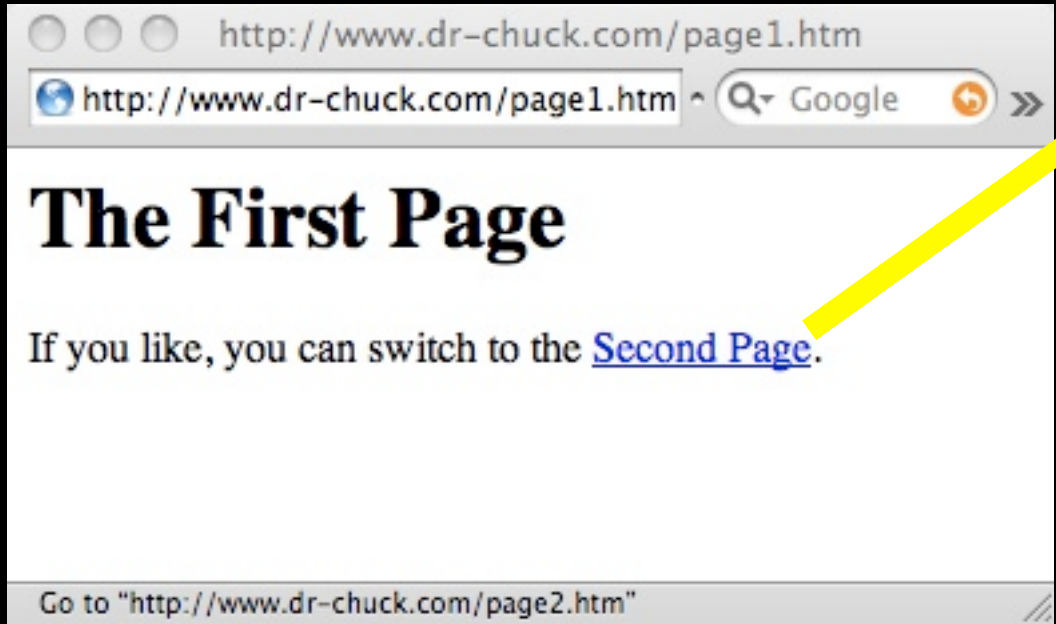 http://www.dr-chuck.com/page1.htm
http://www.dr-chuck.com/page1.htm Google
The First Page
If you like, you can switch to the Second Page.
Go to "http://www.dr-chuck.com/page2.htm"